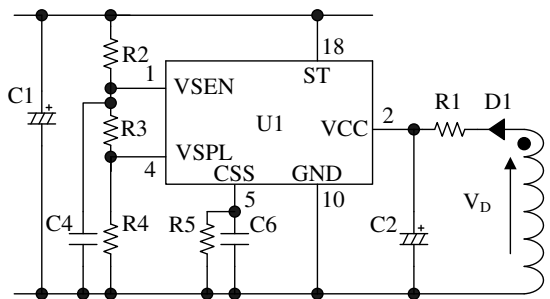 R2
18
1
VSEN
ST
C1
R3
U1
2
R1
D1
VCC
4
VSPL
CSS
GND
5
10
VD
C4
R4
R5
C6
C2